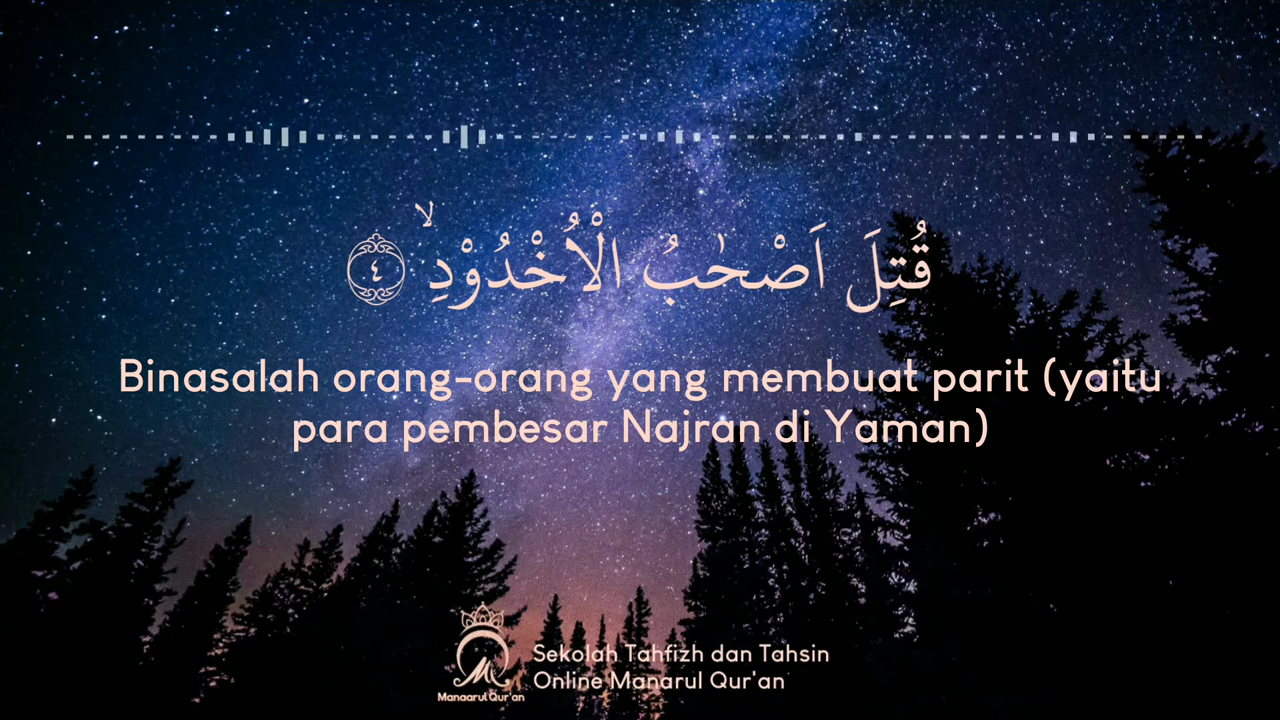 قُتِلَ اَصْحٰبُ الْاُخْدُوْدِۙ ٤
Binasalah orang-orang yang membuat parit (yaitu
para pembesar Najran di Yaman)
Sekolah Tahfizh dan Tahsin
Online Manarul Qur'an
Manaarul Qur'an